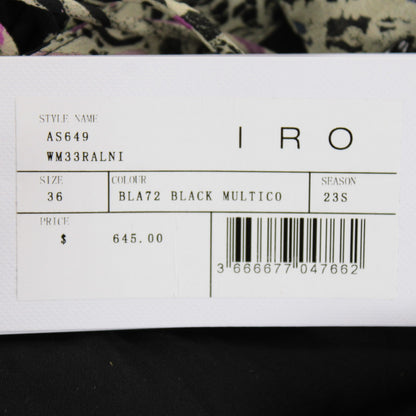 STYLE NAME
AS649
WM33RALNI
IRO
SIZE COLOUR SEASON
36 BLA72 BLACK MULTICO 23S
PRICE
$ 645.00
3 666677 047662